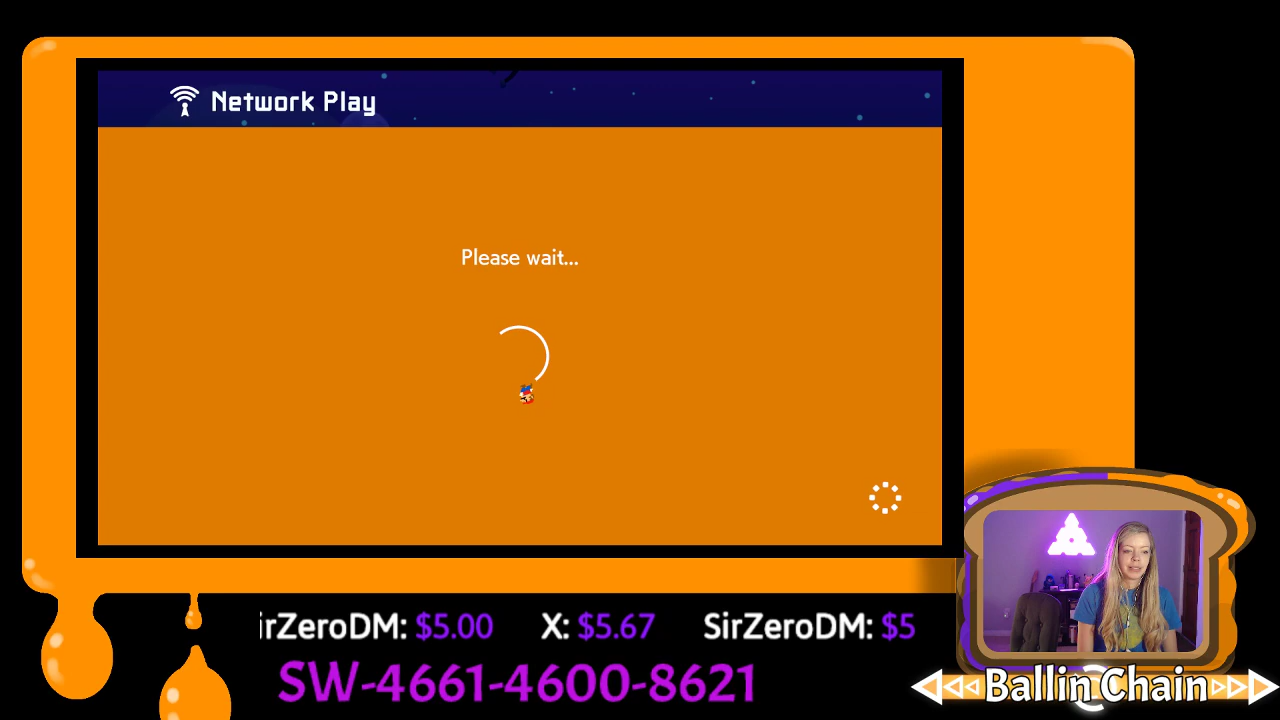 Network Play
Please wait...
irZeroDM: $5.00 X: $5.67 SirZeroDM: $5
SW-4661-4600-8621
Ballin Chain